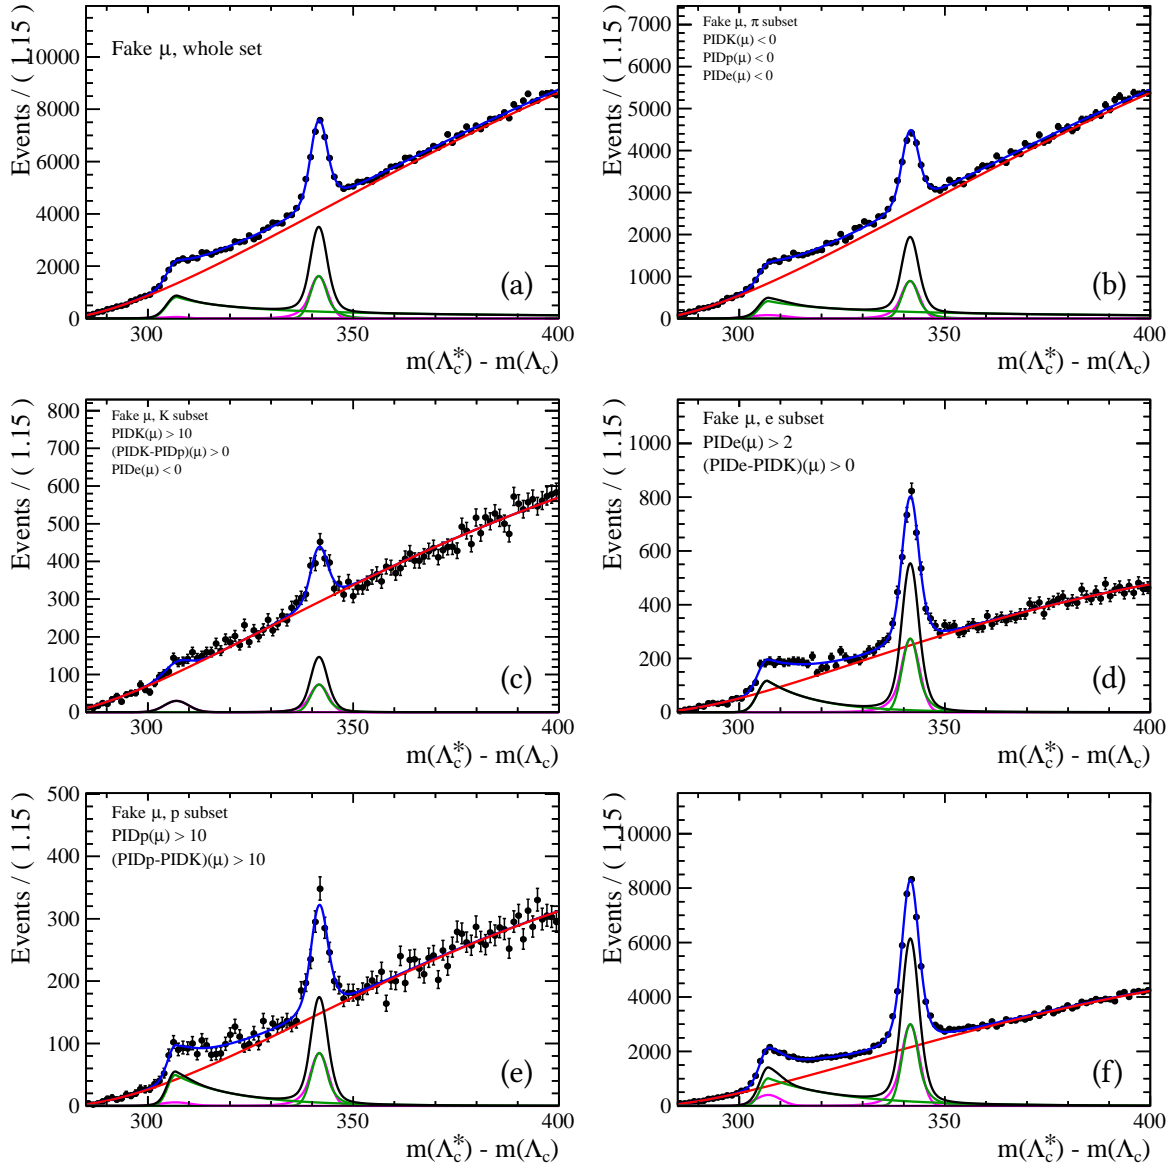 Events / ( 1.15 )
10000
8000
6000
4000
2000
0
Fake μ, whole set
(a)
300
350
400
m(Λc*) - m(Λc)
Events / ( 1.15 )
7000
6000
5000
4000
3000
2000
1000
0
Fake μ, π subset
PIDK(μ) < 0
PIDp(μ) < 0
PIDe(μ) < 0
(b)
300
350
400
m(Λc*) - m(Λc)
Events / ( 1.15 )
800
700
600
500
400
300
200
100
0
Fake μ, K subset
PIDK(μ) > 10
(PIDK-PIDp)(μ) > 0
PIDe(μ) < 0
(c)
300
350
400
m(Λc*) - m(Λc)
Events / ( 1.15 )
1000
800
600
400
200
0
Fake μ, e subset
PIDe(μ) > 2
(PIDe-PIDK)(μ) > 0
(d)
300
350
400
m(Λc*) - m(Λc)
Events / ( 1.15 )
500
400
300
200
100
0
Fake μ, p subset
PIDp(μ) > 10
(PIDp-PIDK)(μ) > 10
(e)
300
350
400
m(Λc*) - m(Λc)
Events / ( 1.15 )
10000
8000
6000
4000
2000
0
(f)
300
350
400
m(Λc*) - m(Λc)